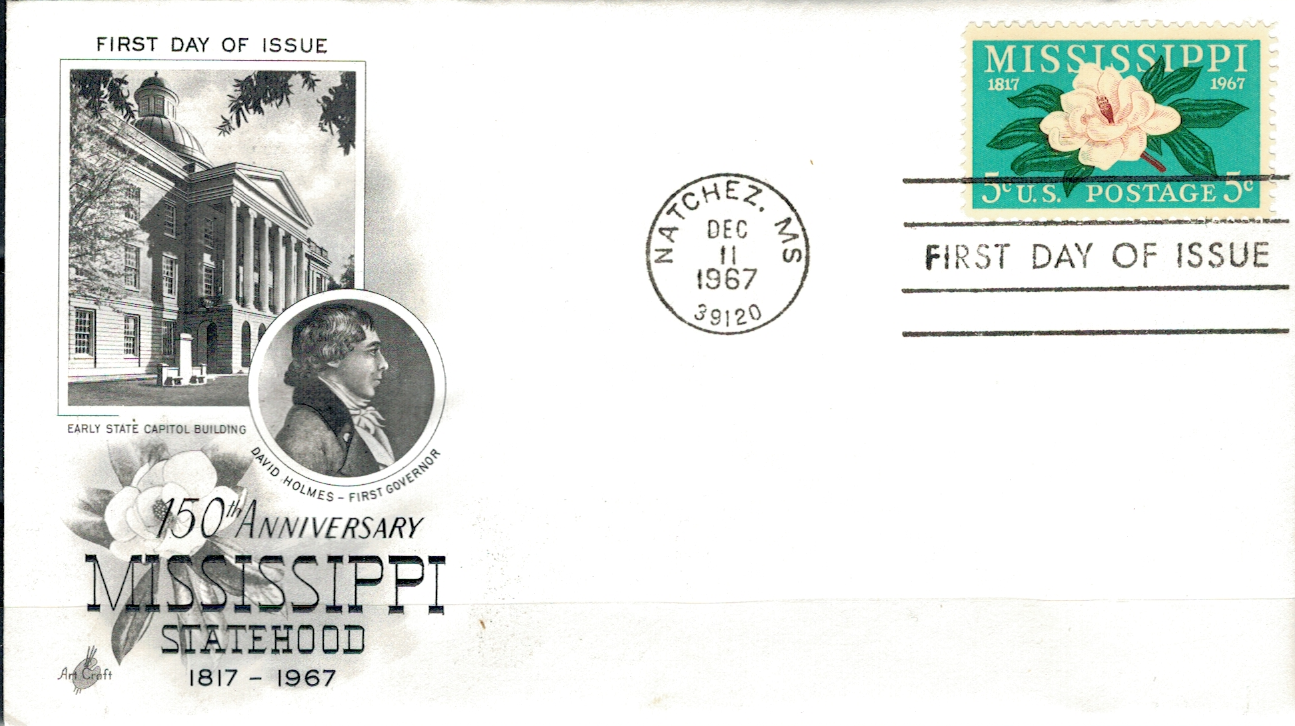 FIRST DAY OF ISSUE
EARLY STATE CAPITOL BUILDING
DAVID HOLMES - FIRST GOVERNOR
150th ANNIVERSARY
MISSISSIPPI
STATEHOOD
1817 - 1967
Art Craft
NATCHEZ, MS
DEC
11
1967
39120
MISSISSIPPI
1817 1967
5c U.S. POSTAGE 5c
FIRST DAY OF ISSUE